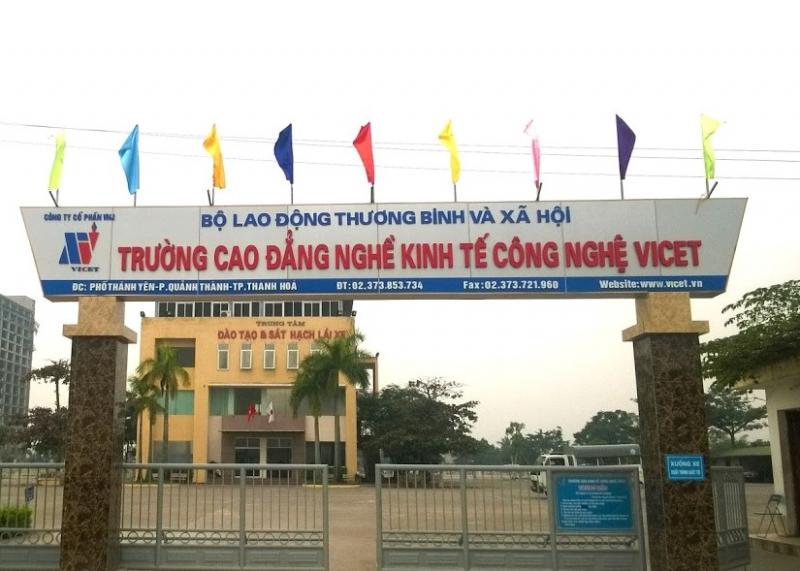 CÔNG TY CỔ PHẦN VNJ
VICET
BỘ LAO ĐỘNG THƯƠNG BINH VÀ XÃ HỘI
TRƯỜNG CAO ĐẲNG NGHỀ KINH TẾ CÔNG NGHỆ VICET
ĐC: PHỐ THÀNH YÊN-P.QUẢNG THÀNH-TP.THANH HOÁ ĐT: 02.373.853.734 Fax: 02.373.721.960 Website: www.vicet.vn
TRUNG TÂM
ĐÀO TẠO & SÁT HẠCH LÁI XE
XUỐNG XE